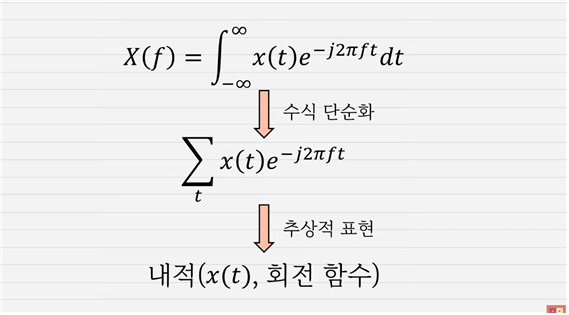 X(f) = ∫_{-∞}^{∞} x(t)e^{-j2πft}dt
수식 단순화
∑_t x(t)e^{-j2πft}
추상적 표현
내적(x(t), 회전 함수)